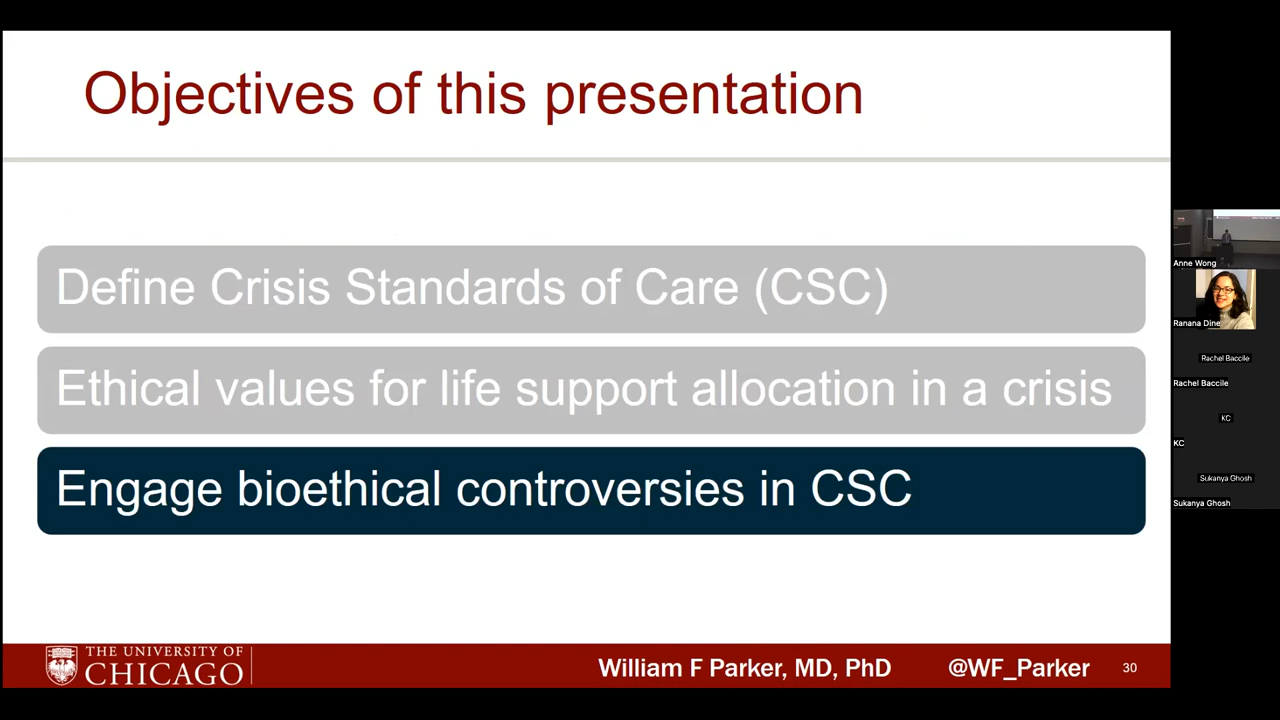 Objectives of this presentation
Define Crisis Standards of Care (CSC)
Ethical values for life support allocation in a crisis
Engage bioethical controversies in CSC
THE UNIVERSITY OF
CHICAGO
William F Parker, MD, PhD
@WF_Parker
30
Anne Wong
Ranana Dine
Rachel Baccile
Rachel Baccile
KC
KC
Sukanya Ghosh
Sukanya Ghosh